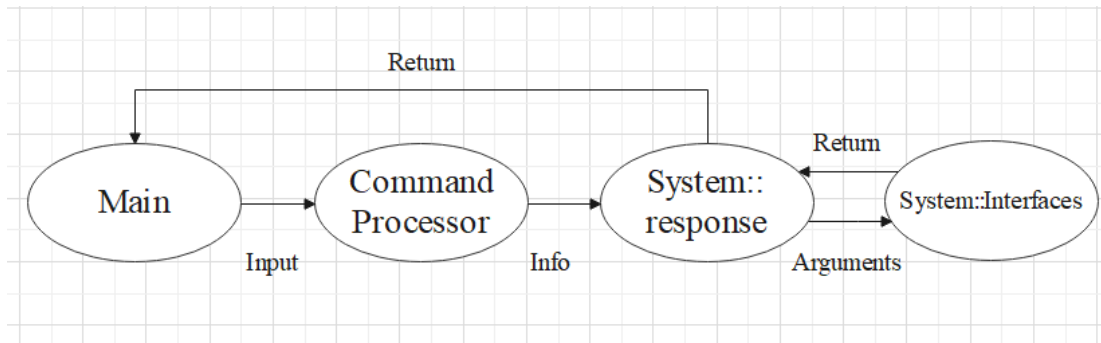 Return
Return
Main
Command
Processor
System::
response
System::Interfaces
Input
Info
Arguments